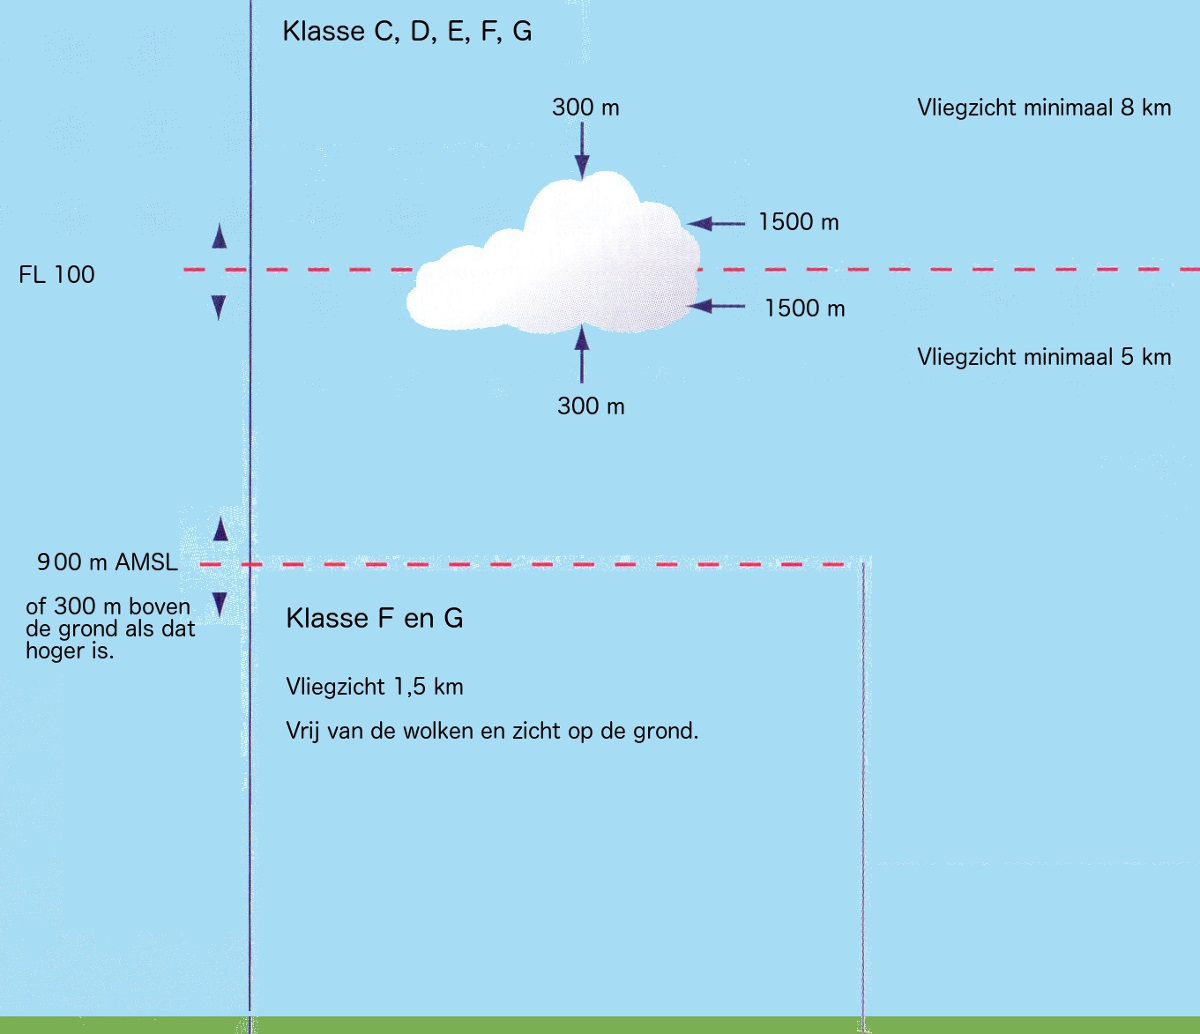 Klasse C, D, E, F, G
300 m
Vliegzicht minimaal 8 km
1500 m
FL 100
1500 m
Vliegzicht minimaal 5 km
300 m
900 m AMSL
of 300 m boven
de grond als dat
hoger is.
Klasse F en G
Vliegzicht 1,5 km
Vrij van de wolken en zicht op de grond.